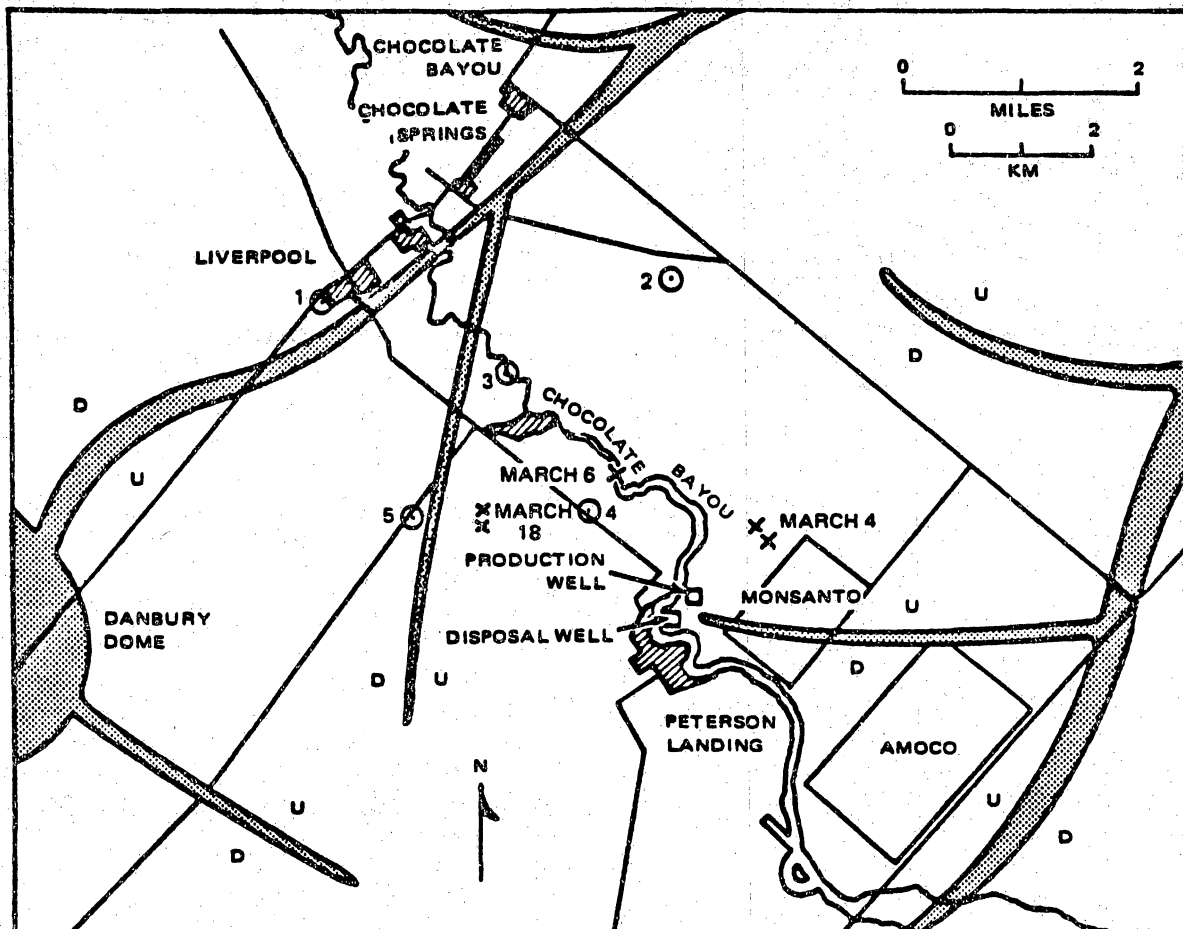 CHOCOLATE
BAYOU
CHOCOLATE
SPRINGS
0 2
MILES
0 2
KM
LIVERPOOL
1
2
U
D
3
D
CHOCOLATE BAYOU
U
MARCH 6
5
MARCH
18
4
MARCH 4
PRODUCTION
WELL
MONSANTO
U
DANBURY
DOME
DISPOSAL WELL
D
U
D
PETERSON
LANDING
AMOCO
N
U
U
D
D